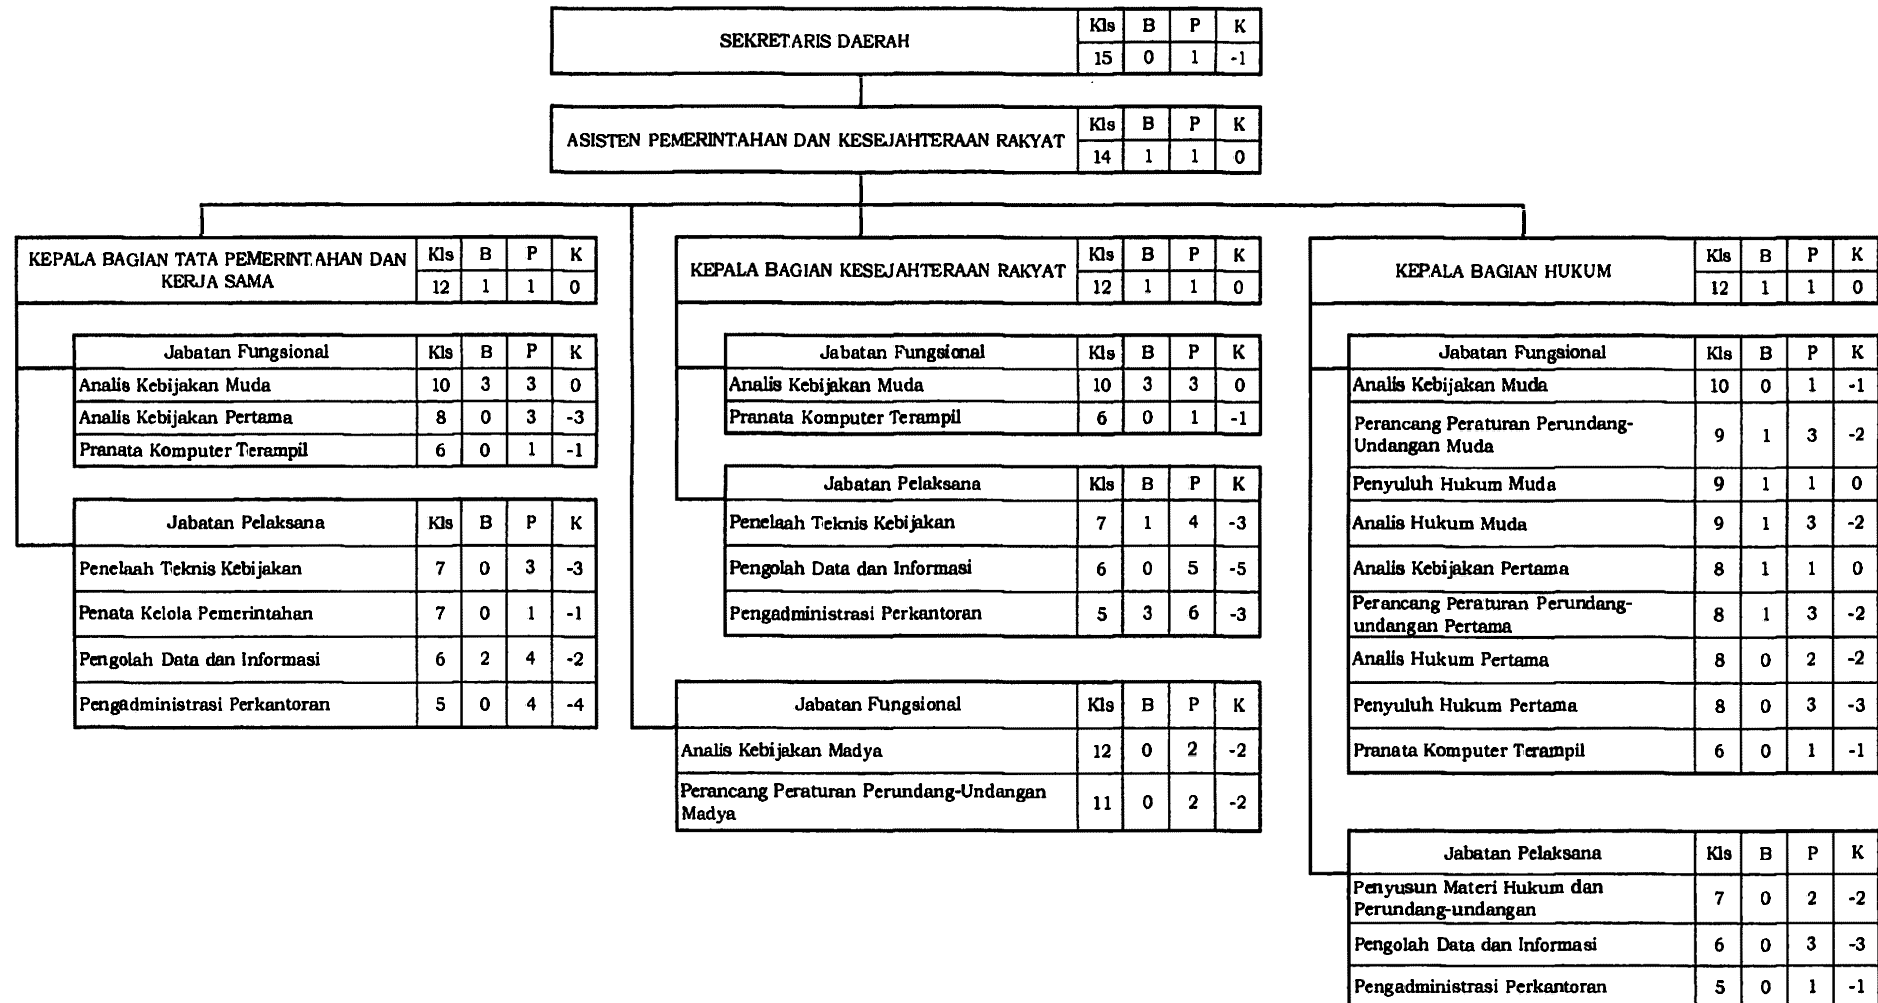 SEKRETARIS DAERAH Kls B P K
15 0 1 -1
ASISTEN PEMERINTAHAN DAN KESEJAHTERAAN RAKYAT Kls B P K
14 1 1 0
KEPALA BAGIAN TATA PEMERINTAHAN DAN KERJA SAMA Kls B P K
12 1 1 0
Jabatan Fungsional Kls B P K
Analis Kebijakan Muda 10 3 3 0
Analis Kebijakan Pertama 8 0 3 -3
Pranata Komputer Terampil 6 0 1 -1
Jabatan Pelaksana Kls B P K
Penelaah Teknis Kebijakan 7 0 3 -3
Penata Kelola Pemerintahan 7 0 1 -1
Pengolah Data dan Informasi 6 2 4 -2
Pengadministrasi Perkantoran 5 0 4 -4
KEPALA BAGIAN KESEJAHTERAAN RAKYAT Kls B P K
12 1 1 0
Jabatan Fungsional Kls B P K
Analis Kebijakan Muda 10 3 3 0
Pranata Komputer Terampil 6 0 1 -1
Jabatan Pelaksana Kls B P K
Penelaah Teknis Kebijakan 7 1 4 -3
Pengolah Data dan Informasi 6 0 5 -5
Pengadministrasi Perkantoran 5 3 6 -3
Jabatan Fungsional Kls B P K
Analis Kebijakan Madya 12 0 2 -2
Perancang Peraturan Perundang-Undangan
Madya 11 0 2 -2
KEPALA BAGIAN HUKUM Kls B P K
12 1 1 0
Jabatan Fungsional Kls B P K
Analis Kebijakan Muda 10 0 1 -1
Perancang Peraturan Perundang-
Undangan Muda 9 1 3 -2
Penyuluh Hukum Muda 9 1 1 0
Analis Hukum Muda 9 1 3 -2
Analis Kebijakan Pertama 8 1 1 0
Perancang Peraturan Perundang-
undangan Pertama 8 1 3 -2
Analis Hukum Pertama 8 0 2 -2
Penyuluh Hukum Pertama 8 0 3 -3
Pranata Komputer Terampil 6 0 1 -1
Jabatan Pelaksana Kls B P K
Penyusun Materi Hukum dan
Perundang-undangan 7 0 2 -2
Pengolah Data dan Informasi 6 0 3 -3
Pengadministrasi Perkantoran 5 0 1 -1